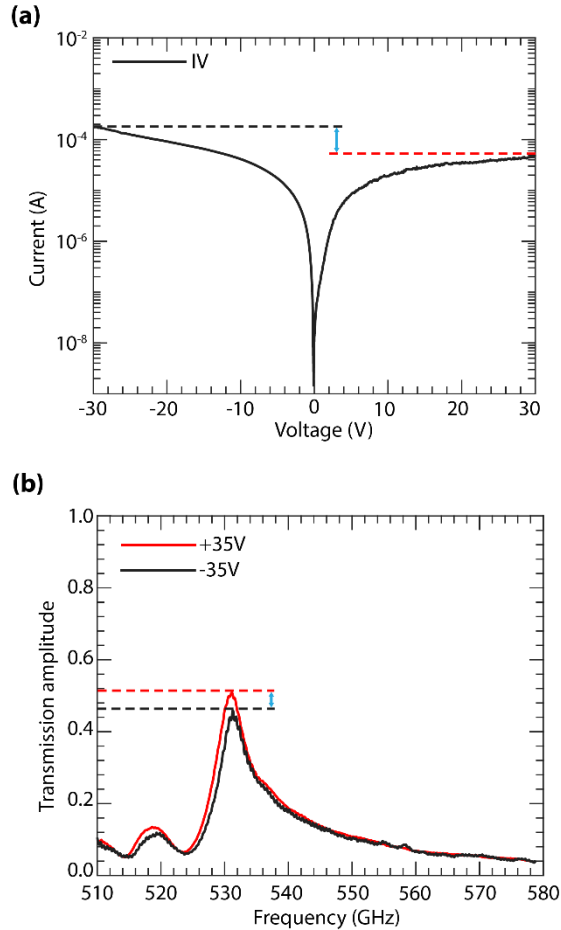 (a)
10⁻²
IV
10⁻⁴
Current (A)
10⁻⁶
10⁻⁸
-30 -20 -10 0 10 20 30
Voltage (V)
(b)
1.0
+35V
-35V
0.8
0.6
Transmission amplitude
0.4
0.2
0.0
510 520 530 540 550 560 570 580
Frequency (GHz)